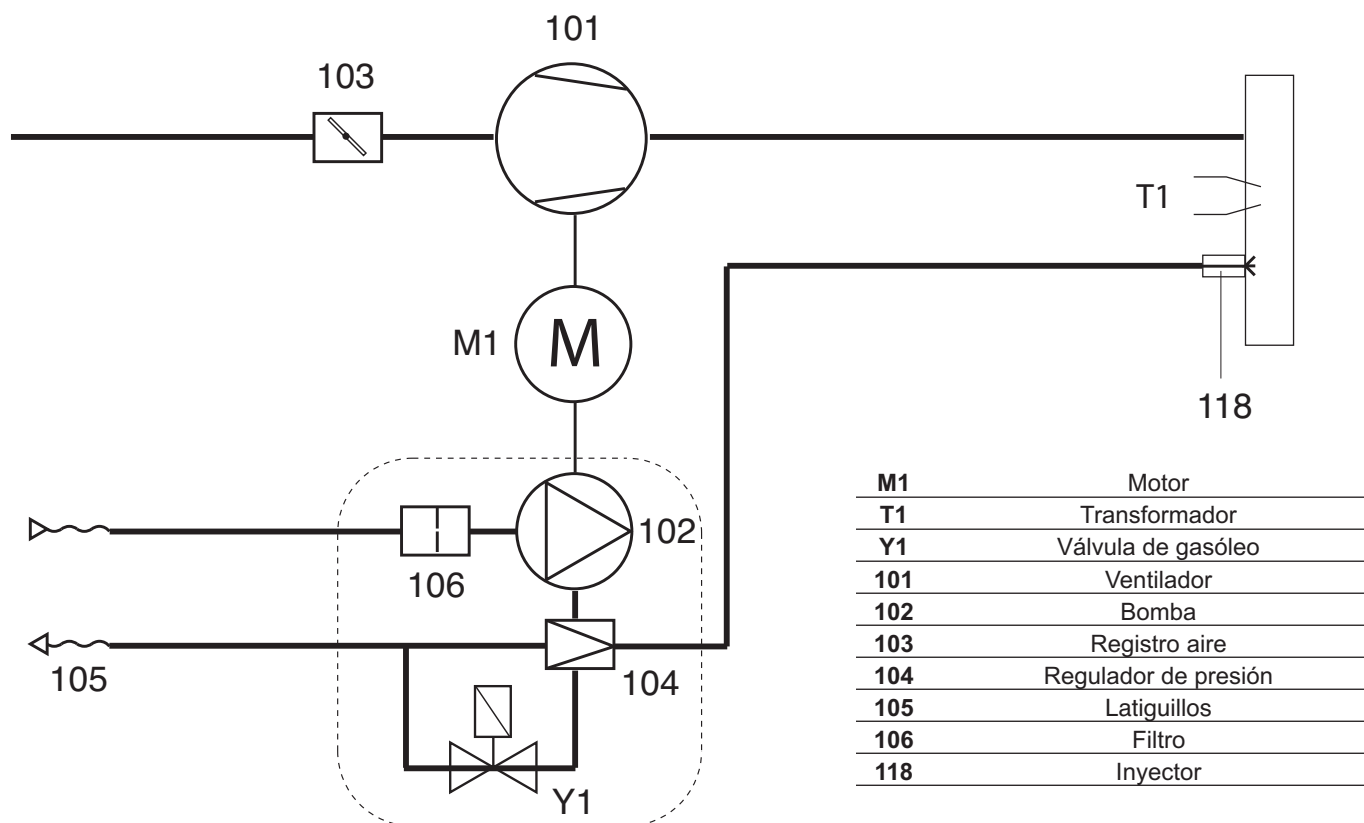 101
103
T1
M1
M
118
102
106
105
104
Y1
M1 Motor
T1 Transformador
Y1 Válvula de gasóleo
101 Ventilador
102 Bomba
103 Registro aire
104 Regulador de presión
105 Latiguillos
106 Filtro
118 Inyector